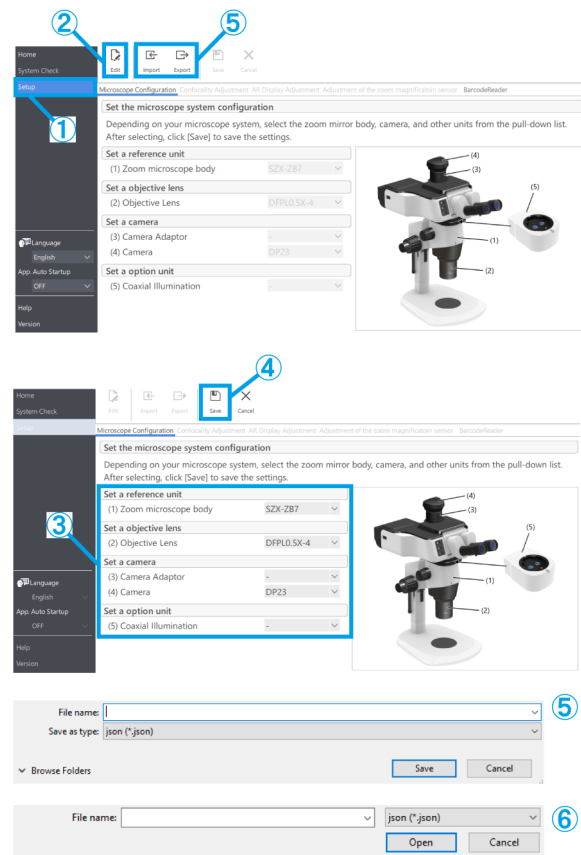 ②
⑤
Home
Edit
Import
Export
Save
Cancel
System Check
Setup
Microscope Configuration Confocality Adjustment AR Display Adjustment Adjustment of the zoom magnificatoin sensor BarcodeReader
①
Set the microscope system configuration
Depending on your microscope system, select the zoom mirror body, camera, and other units from the pull-down list.
After selecting, click [Save] to save the settings.
Set a reference unit
(1) Zoom microscope body SZX-ZB7
Set a objective lens
(2) Objective Lens DFPL0.5X-4
Set a camera
(3) Camera Adaptor -
(4) Camera DP23
Set a option unit
(5) Coaxial Illumination -
(4)
(3)
(5)
(1)
(2)
Language
English
App. Auto Startup
OFF
Help
Version
④
Home
Edit
Import
Export
Save
Cancel
System Check
Setup
Microscope Configuration Confocality Adjustment AR Display Adjustment Adjustment of the zoom magnificatoin sensor BarcodeReader
Set the microscope system configuration
Depending on your microscope system, select the zoom mirror body, camera, and other units from the pull-down list.
After selecting, click [Save] to save the settings.
③
Set a reference unit
(1) Zoom microscope body SZX-ZB7
Set a objective lens
(2) Objective Lens DFPL0.5X-4
Set a camera
(3) Camera Adaptor -
(4) Camera DP23
Set a option unit
(5) Coaxial Illumination -
(4)
(3)
(5)
(1)
(2)
Language
English
App. Auto Startup
OFF
Help
Version
File name:
Save as type: json (*.json)
Browse Folders
Save
Cancel
⑤
File name:
json (*.json)
Open
Cancel
⑥